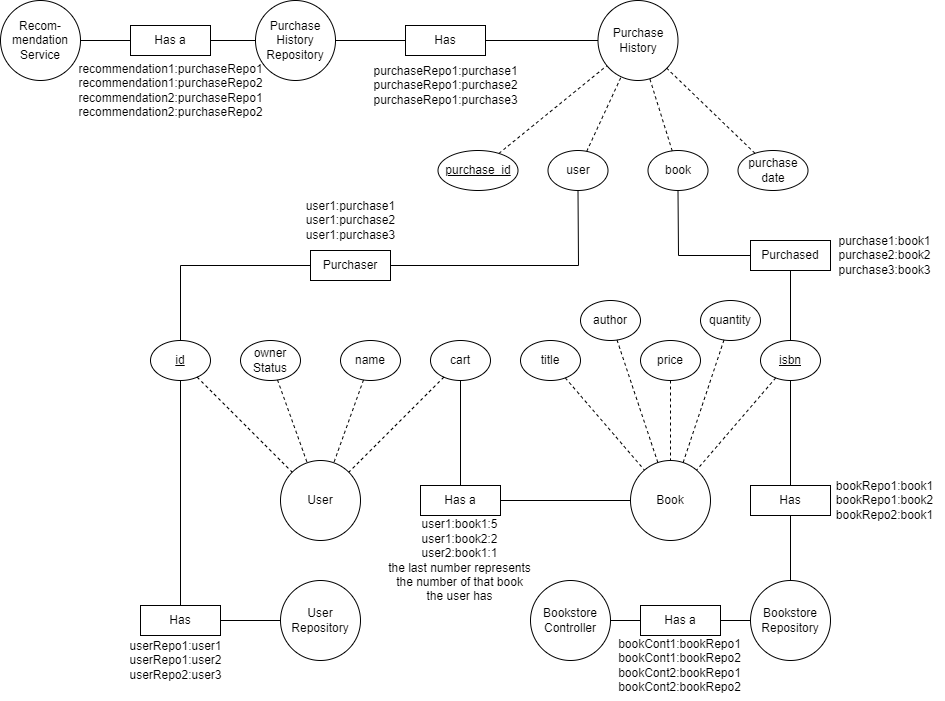 Recom-
mendation
Service
Has a
Purchase
History
Repository
Has
Purchase
History
recommendation1:purchaseRepo1
recommendation1:purchaseRepo2
recommendation2:purchaseRepo1
recommendation2:purchaseRepo2
purchaseRepo1:purchase1
purchaseRepo1:purchase2
purchaseRepo1:purchase3
purchase_id
user
book
purchase
date
user1:purchase1
user1:purchase2
user1:purchase3
Purchaser
Purchased
purchase1:book1
purchase2:book2
purchase3:book3
author
quantity
id
owner
Status
name
cart
title
price
isbn
User
Has a
Book
Has
bookRepo1:book1
bookRepo1:book2
bookRepo2:book1
user1:book1:5
user1:book2:2
user2:book1:1
the last number represents
the number of that book
the user has
Has
User
Repository
Bookstore
Controller
Has a
Bookstore
Repository
userRepo1:user1
userRepo1:user2
userRepo2:user3
bookCont1:bookRepo1
bookCont1:bookRepo2
bookCont2:bookRepo1
bookCont2:bookRepo2